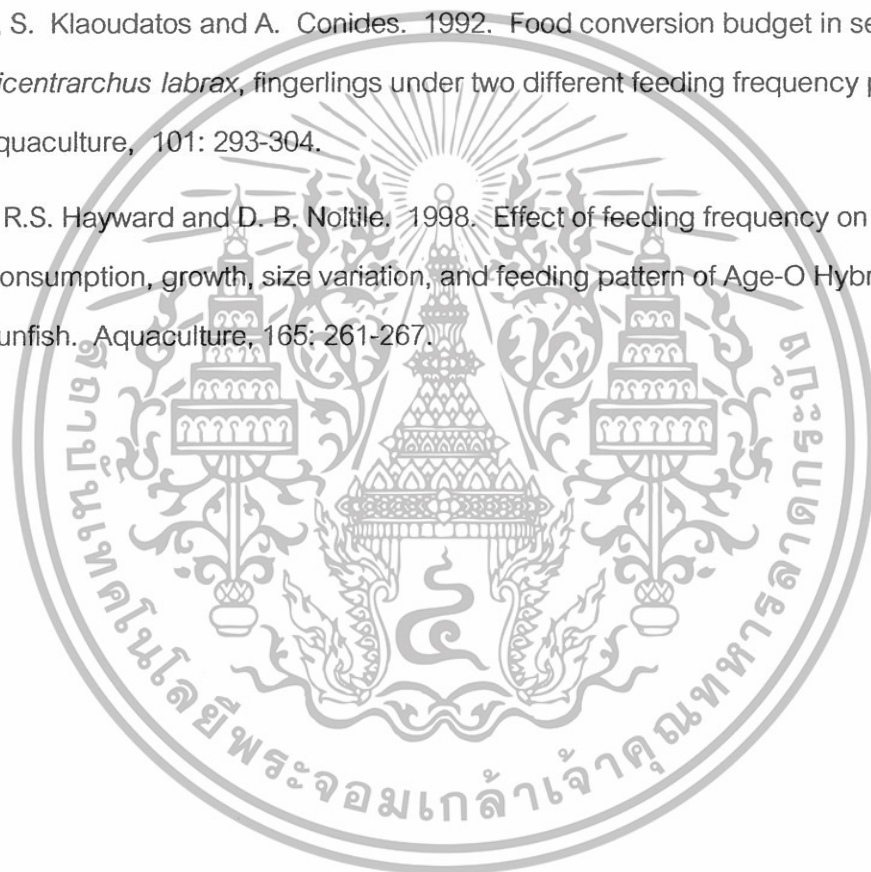 , S. Klaoudatos and A. Conides. 1992. Food conversion budget in se
icentrarchus labrax, fingerlings under two different feeding frequency p
quaculture, 101: 293-304.
R.S. Hayward and D. B. Noltile. 1998. Effect of feeding frequency on
onsumption, growth, size variation, and feeding pattern of Age-O Hybr
unfish. Aquaculture, 165: 261-267.
สถาบันเทคโนโลยีพระจอมเกล้าเจ้าคุณทหารลาดกระบัง
๔